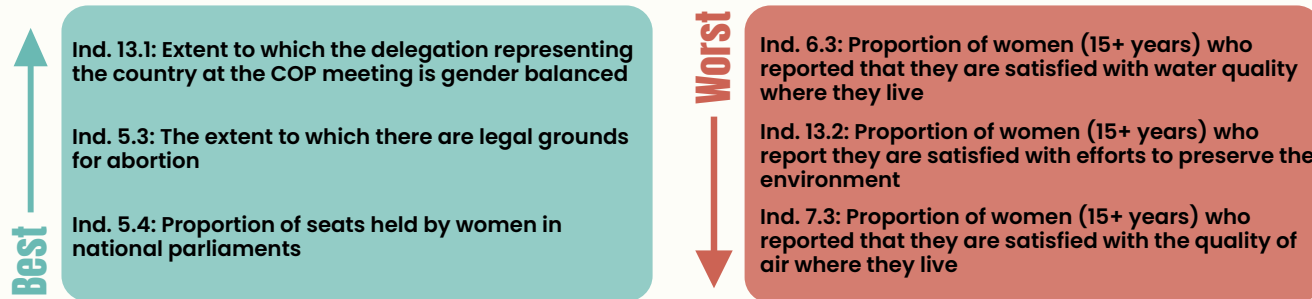 Best
Ind. 13.1: Extent to which the delegation representing
the country at the COP meeting is gender balanced
Ind. 5.3: The extent to which there are legal grounds
for abortion
Ind. 5.4: Proportion of seats held by women in
national parliaments
Worst
Ind. 6.3: Proportion of women (15+ years) who
reported that they are satisfied with water quality
where they live
Ind. 13.2: Proportion of women (15+ years) who
report they are satisfied with efforts to preserve the
environment
Ind. 7.3: Proportion of women (15+ years) who
reported that they are satisfied with the quality of
air where they live